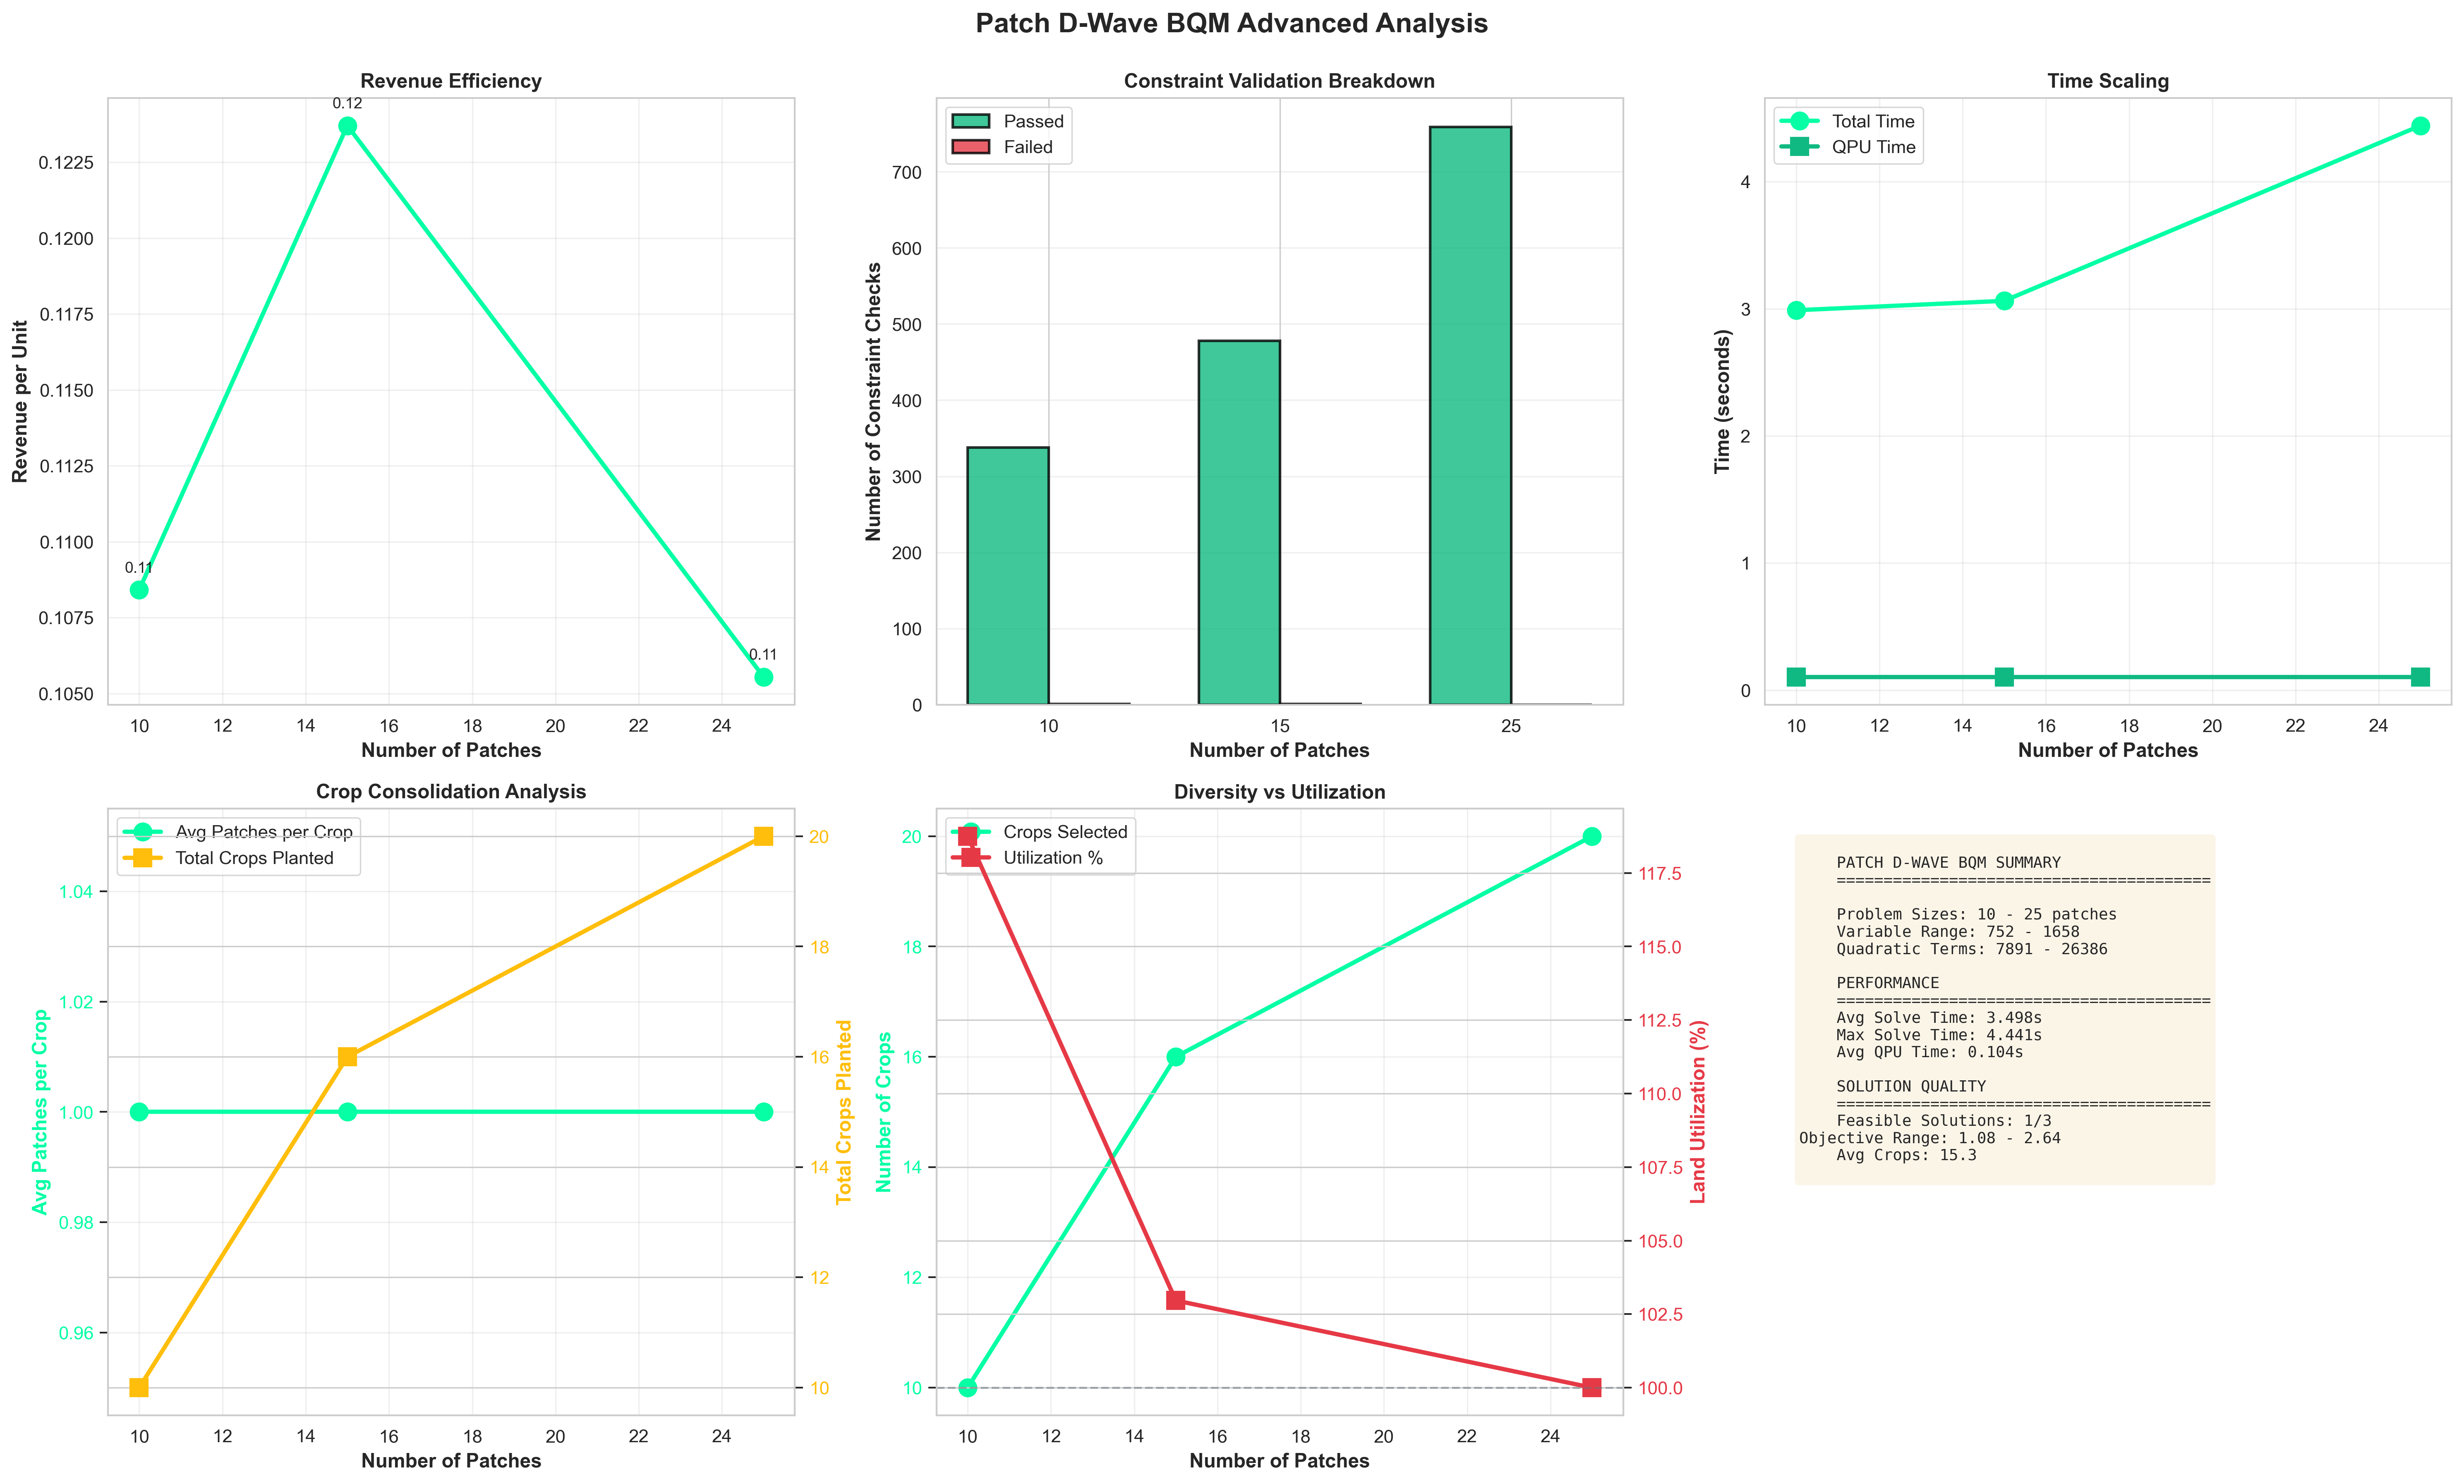 Patch D-Wave BQM Advanced Analysis
Revenue Efficiency
0.12
0.11
0.11
0.1225
0.1200
0.1175
0.1150
0.1125
0.1100
0.1075
0.1050
Revenue per Unit
10 12 14 16 18 20 22 24
Number of Patches
Constraint Validation Breakdown
Passed
Failed
700
600
500
400
300
200
100
0
Number of Constraint Checks
10 15 25
Number of Patches
Time Scaling
Total Time
QPU Time
4
3
2
1
0
Time (seconds)
10 12 14 16 18 20 22 24
Number of Patches
Crop Consolidation Analysis
Avg Patches per Crop
Total Crops Planted
1.04
1.02
1.00
0.98
0.96
Avg Patches per Crop
20
18
16
14
12
10
Total Crops Planted
10 12 14 16 18 20 22 24
Number of Patches
Diversity vs Utilization
Crops Selected
Utilization %
20
18
16
14
12
10
Number of Crops
117.5
115.0
112.5
110.0
107.5
105.0
102.5
100.0
Land Utilization (%)
10 12 14 16 18 20 22 24
Number of Patches
PATCH D-WAVE BQM SUMMARY
========================================
Problem Sizes: 10 - 25 patches
Variable Range: 752 - 1658
Quadratic Terms: 7891 - 26386
PERFORMANCE
========================================
Avg Solve Time: 3.498s
Max Solve Time: 4.441s
Avg QPU Time: 0.104s
SOLUTION QUALITY
========================================
Feasible Solutions: 1/3
Objective Range: 1.08 - 2.64
Avg Crops: 15.3